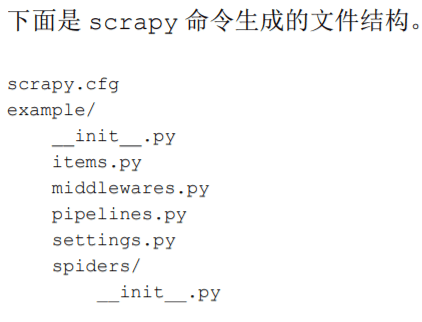 下面是 scrapy 命令生成的文件结构。
scrapy.cfg
example/
    __init__.py
    items.py
    middlewares.py
    pipelines.py
    settings.py
    spiders/
        __init__.py